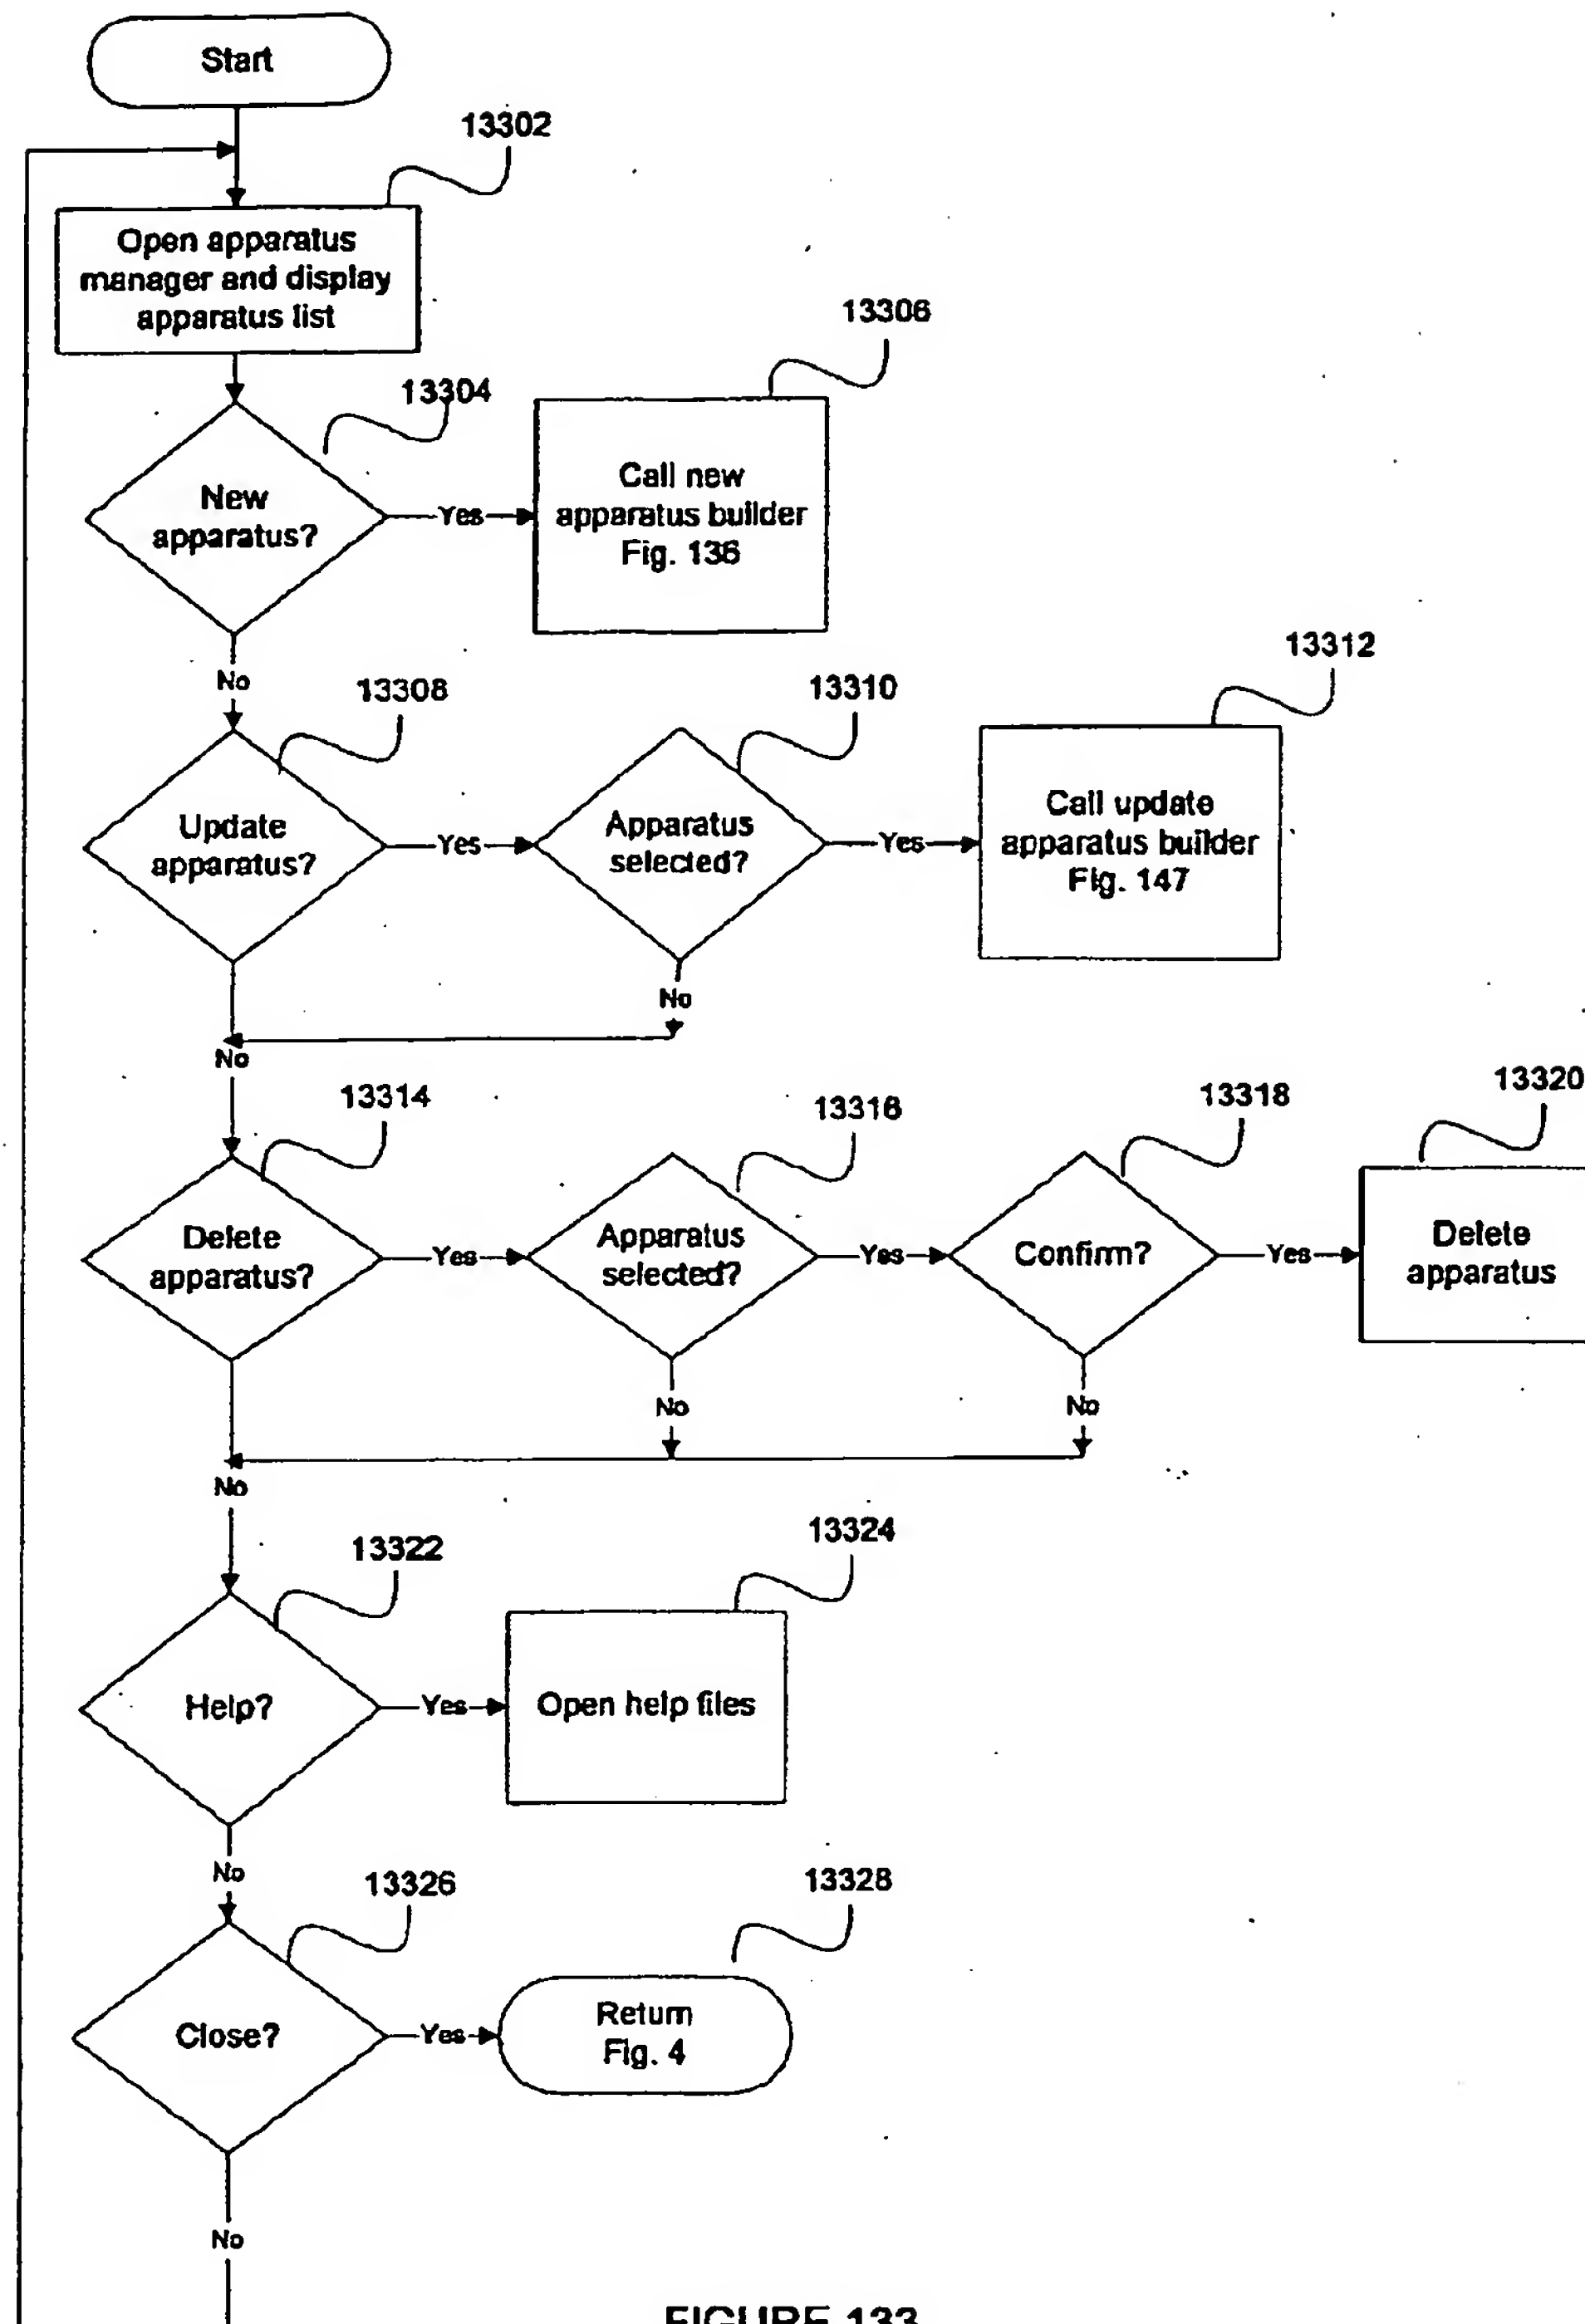 Start
13302
Open apparatus
manager and display
apparatus list
13306
13304
New
apparatus?
Yes
Call new
apparatus builder
Fig. 136
No
13308
13310
13312
Update
apparatus?
Yes
Apparatus
selected?
Yes
Call update
apparatus builder
Fig. 147
No
No
13314
13316
13318
13320
Delete
apparatus?
Yes
Apparatus
selected?
Yes
Confirm?
Yes
Delete
apparatus
No
No
No
13322
13324
Help?
Yes
Open help files
No
13326
13328
Close?
Yes
Return
Fig. 4
No
FIGURE 133